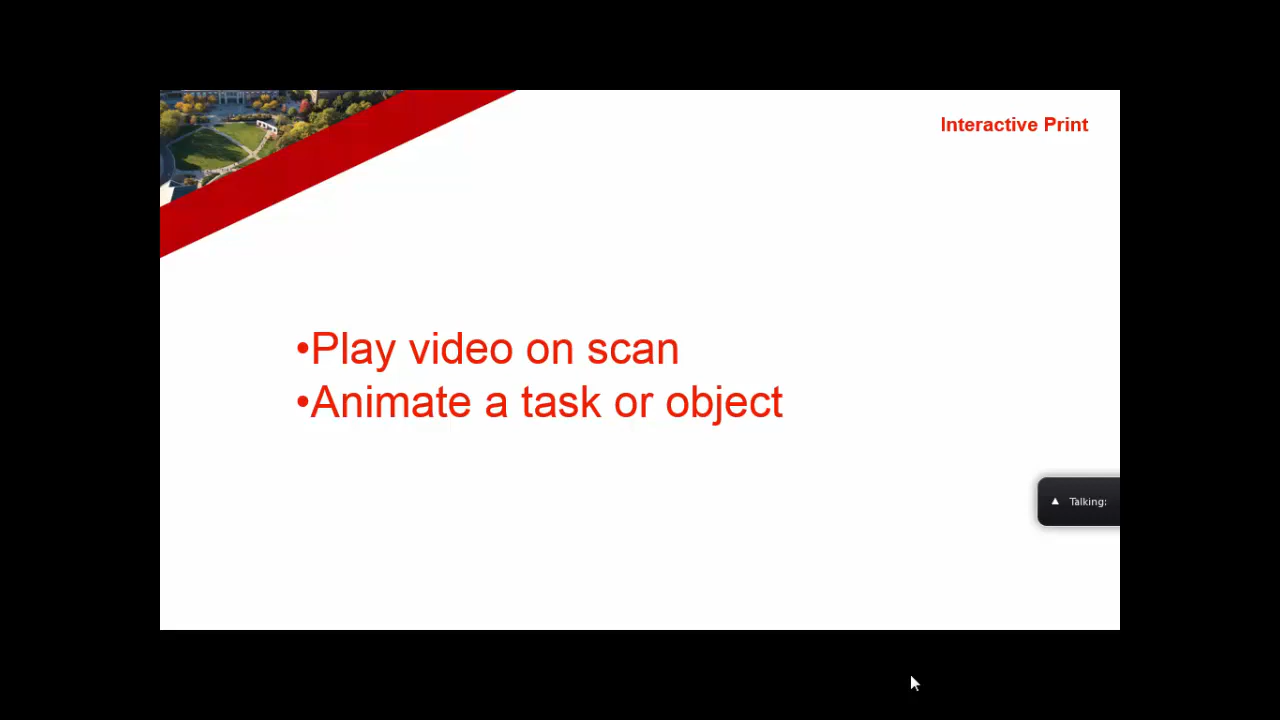 Interactive Print
•Play video on scan
•Animate a task or object
Talking: